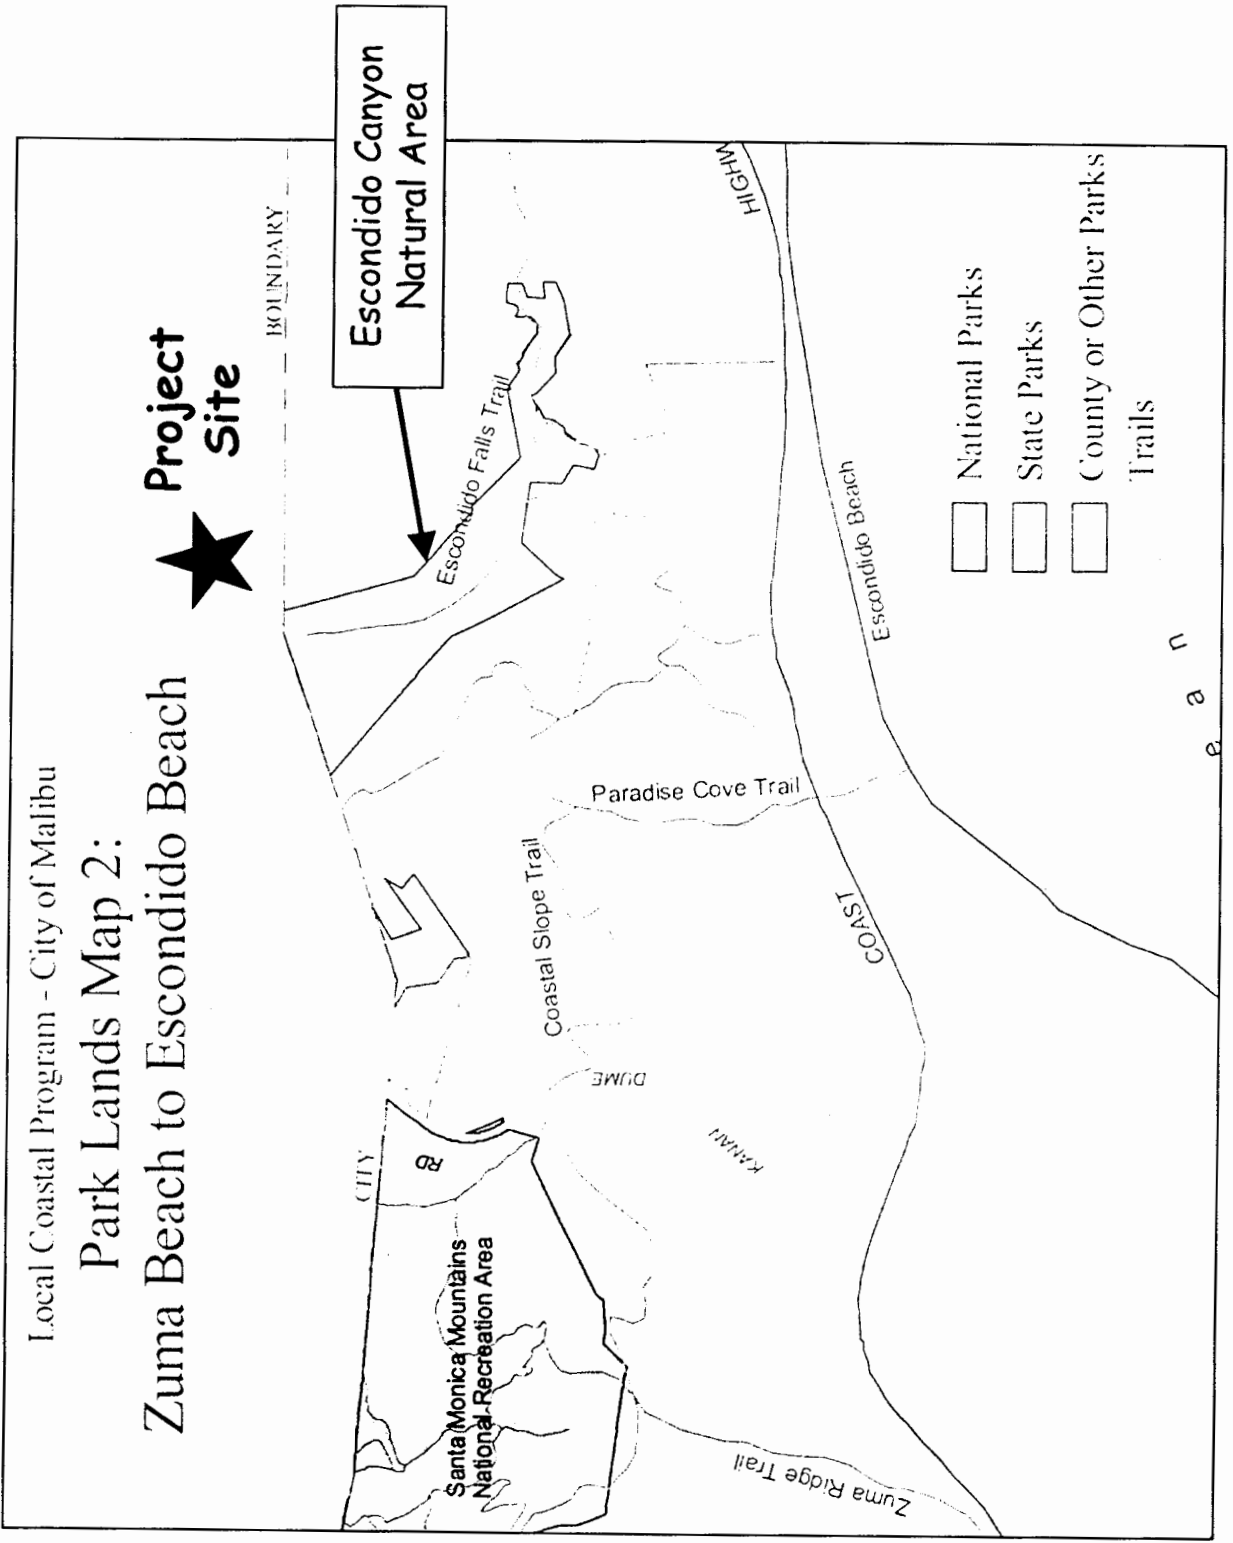 Local Coastal Program - City of Malibu
Park Lands Map 2:
Zuma Beach to Escondido Beach
Project
Site
BOUNDARY
Escondido Canyon
Natural Area
Escondido Falls Trail
CITY
RD
Santa Monica Mountains
National Recreation Area
Coastal Slope Trail
Paradise Cove Trail
DUME
KANAN
Zuma Ridge Trail
COAST
HIGHW
Escondido Beach
National Parks
State Parks
County or Other Parks
Trails
e a n